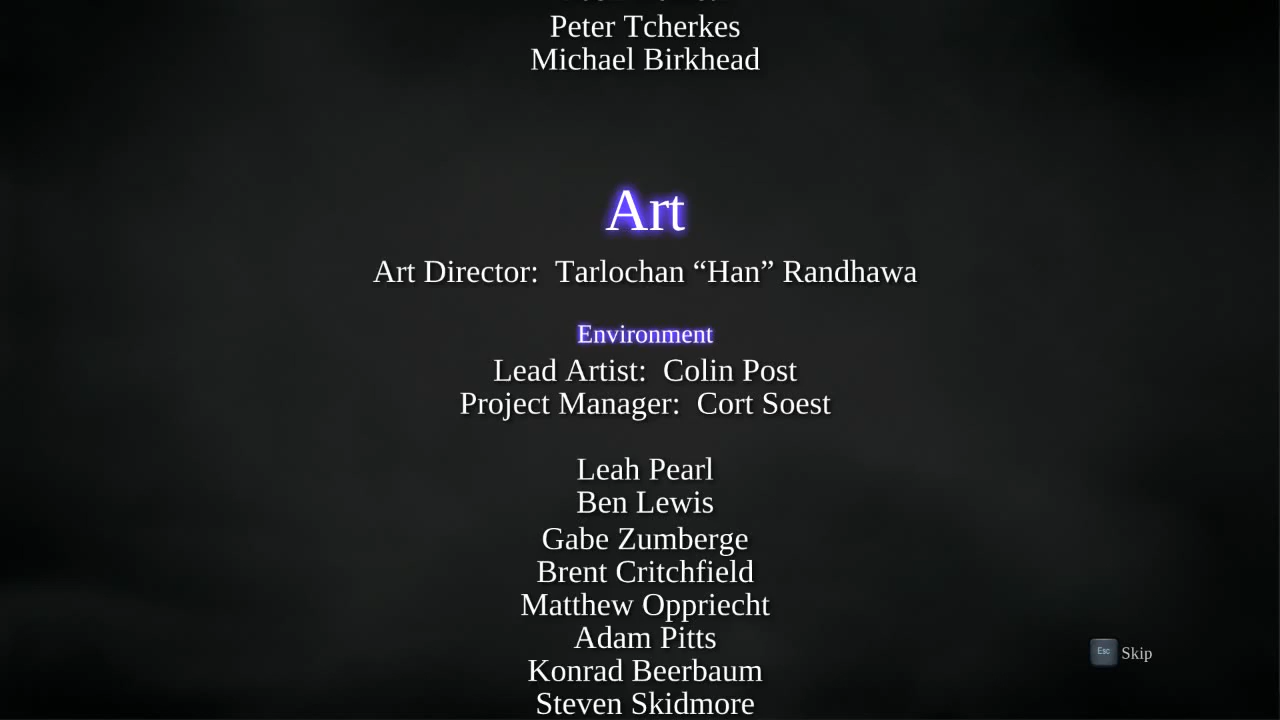 Peter Tcherkes
Michael Birkhead
Art
Art Director:  Tarlochan “Han” Randhawa
Environment
Lead Artist:  Colin Post
Project Manager:  Cort Soest
Leah Pearl
Ben Lewis
Gabe Zumberge
Brent Critchfield
Matthew Oppriecht
Adam Pitts
Konrad Beerbaum
Steven Skidmore
Esc Skip